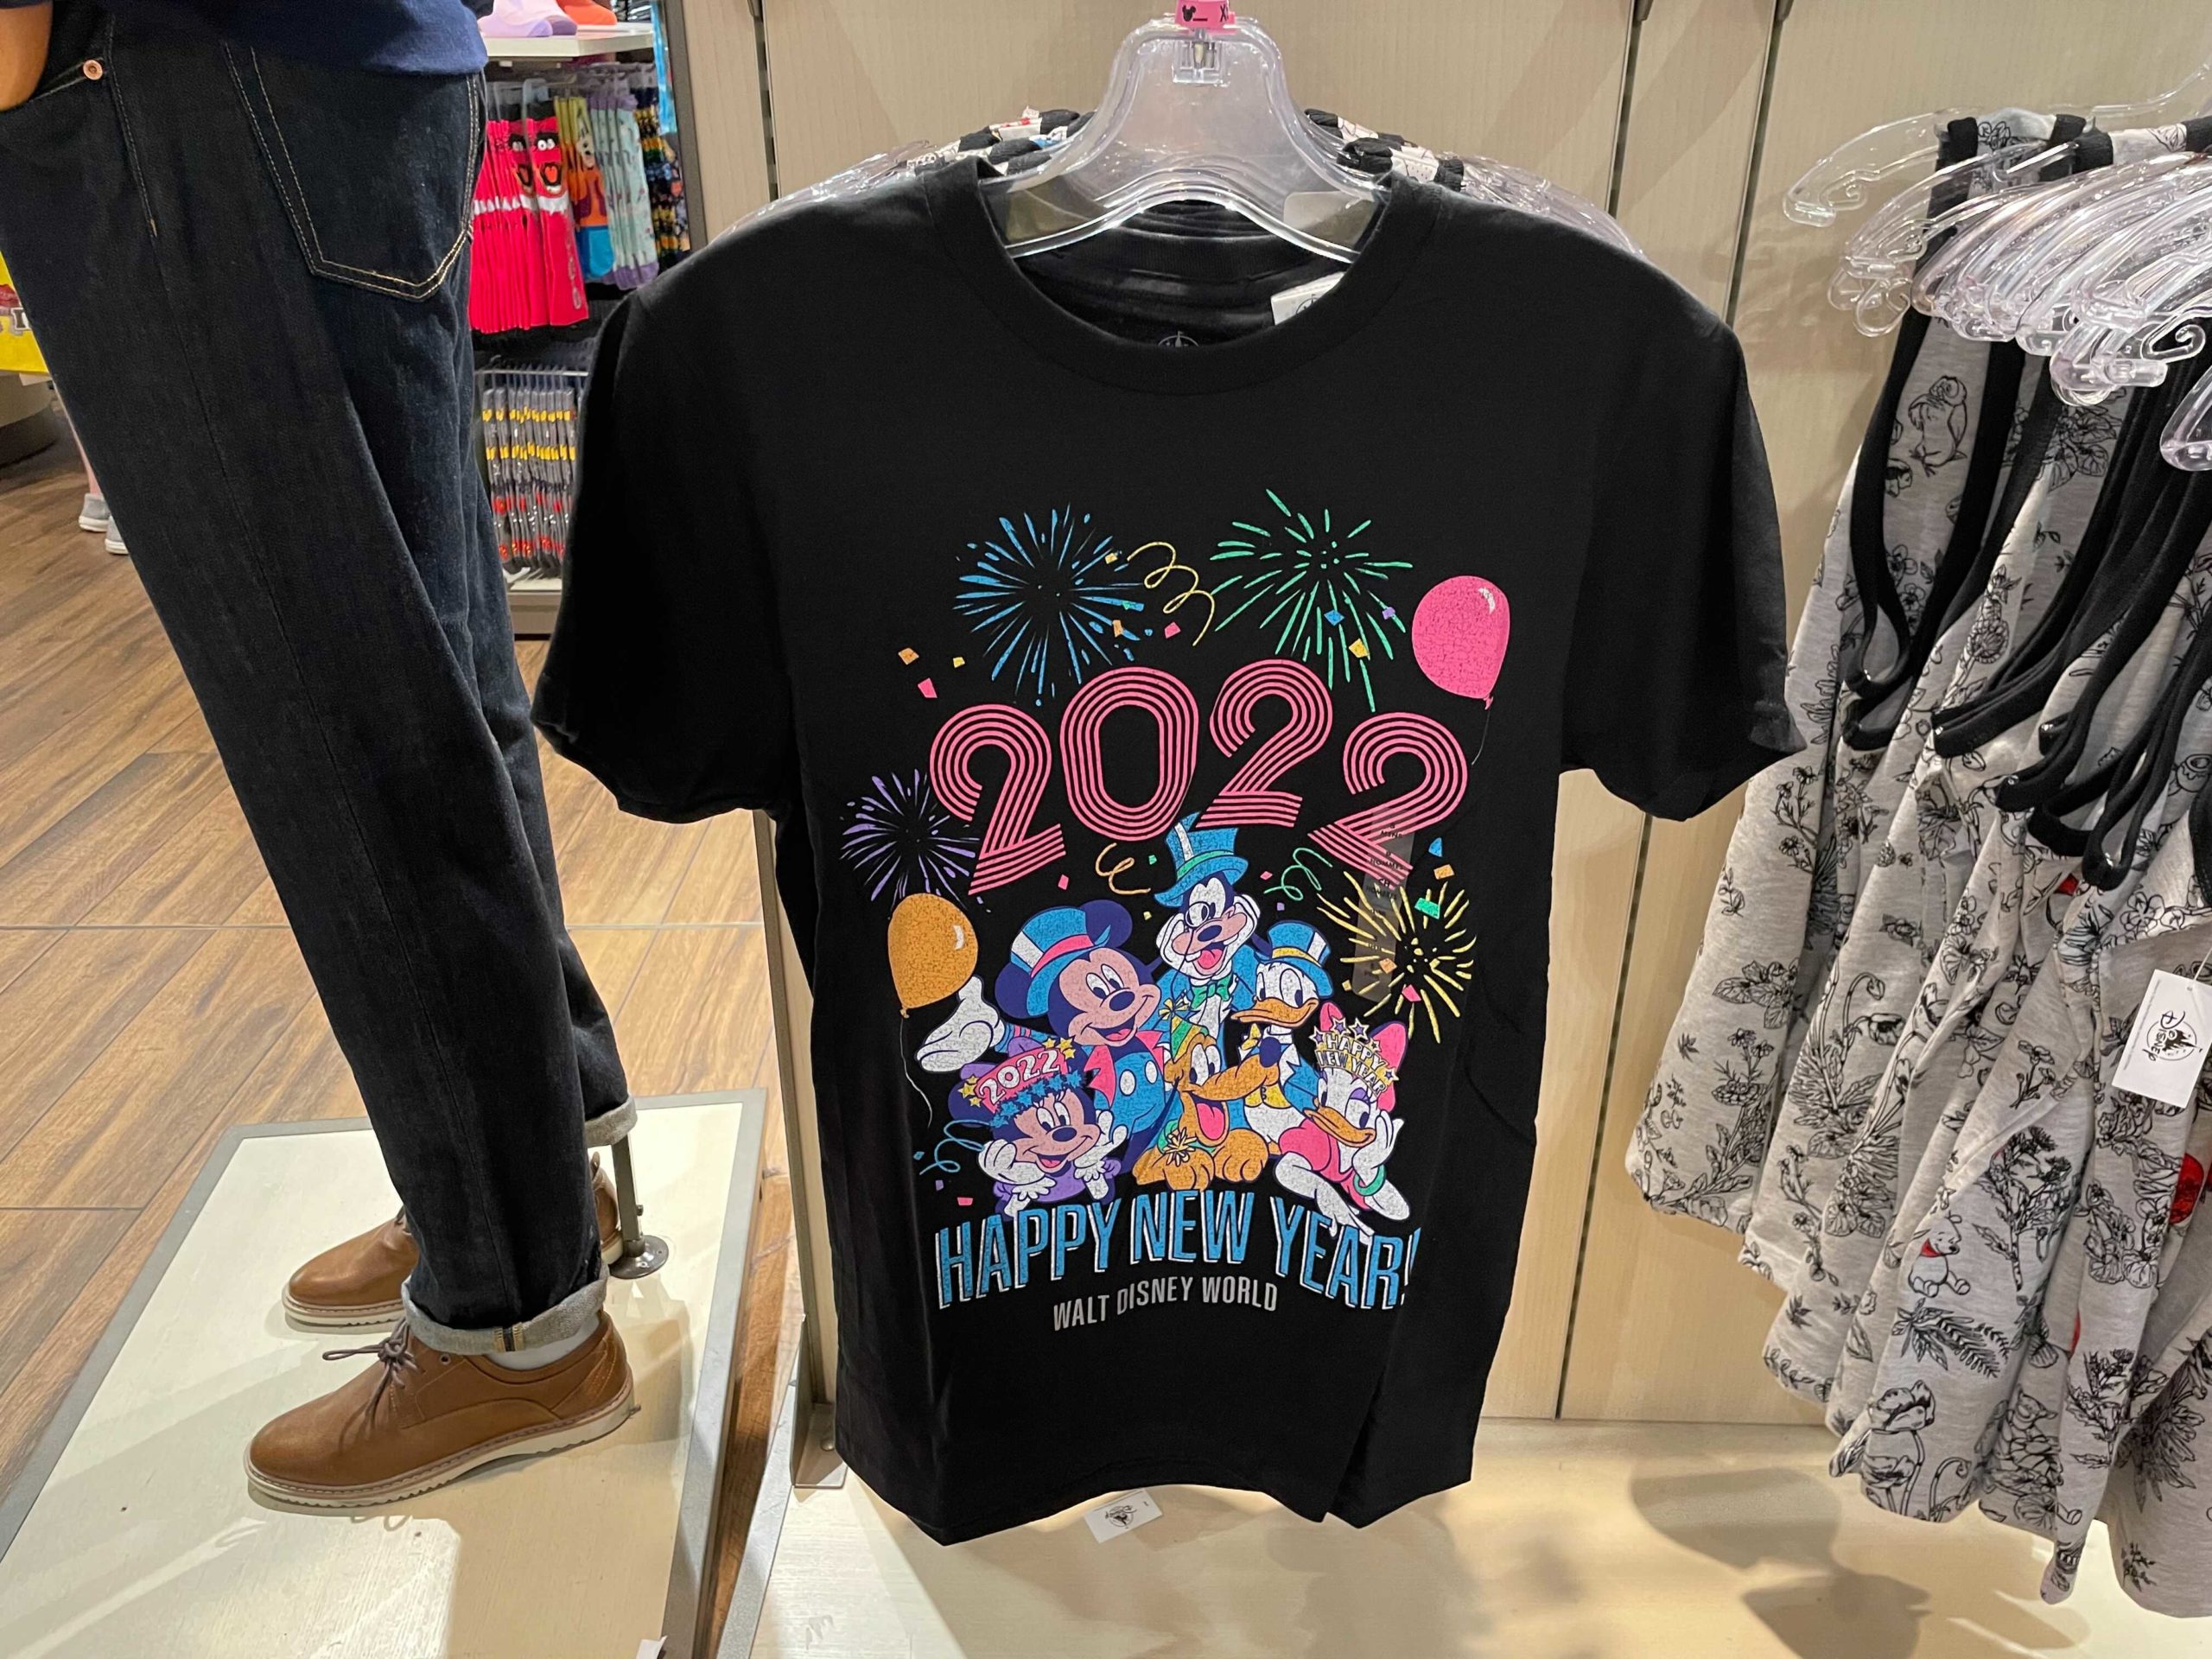 2022
2022
HAPPY
NEW YEAR
HAPPY NEW YEAR!
WALT DISNEY WORLD